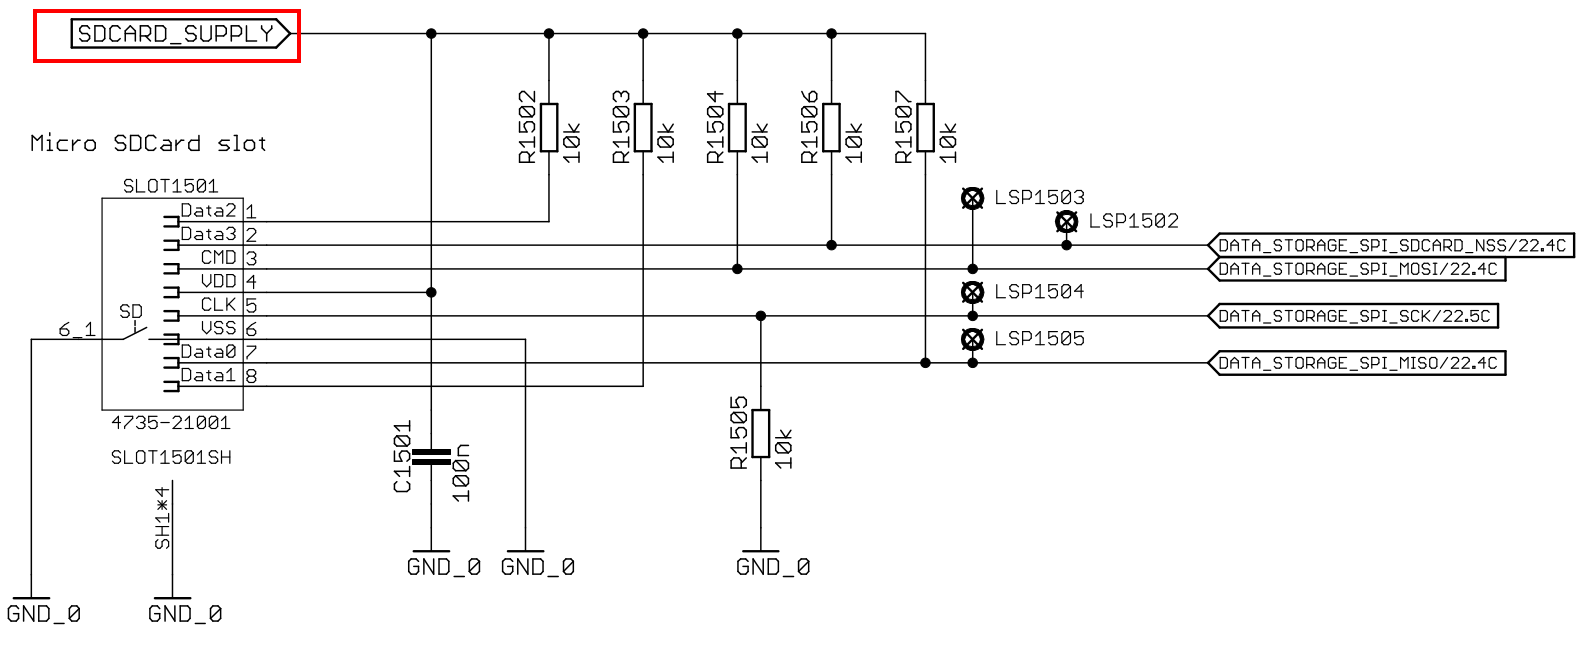 SDCARD_SUPPLY
R1502
10k
R1503
10k
R1504
10k
R1506
10k
R1507
10k
Micro SDCard slot
SLOT1501
Data2 1
Data3 2
CMD 3
VDD 4
CLK 5
VSS 6
Data0 7
Data1 8
SD
6_1
4735-21001
SLOT1501SH
SH1*4
LSP1503
LSP1502
LSP1504
LSP1505
DATA_STORAGE_SPI_SDCARD_NSS/22.4C
DATA_STORAGE_SPI_MOSI/22.4C
DATA_STORAGE_SPI_SCK/22.5C
DATA_STORAGE_SPI_MISO/22.4C
C1501
100n
R1505
10k
GND_0
GND_0
GND_0
GND_0
GND_0